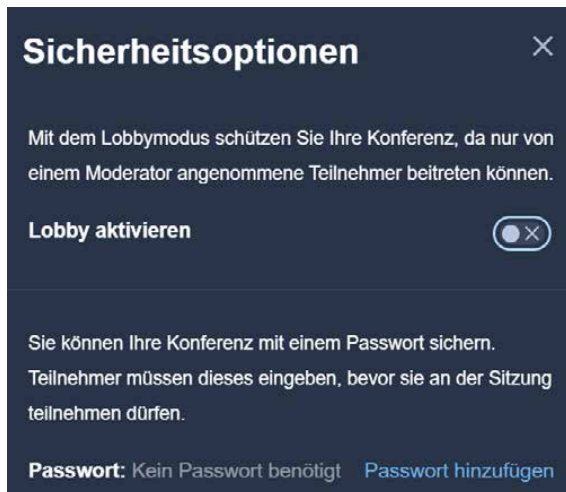 Sicherheitsoptionen
Mit dem Lobbymodus schützen Sie Ihre Konferenz, da nur von
einem Moderator angenommene Teilnehmer beitreten können.
Lobby aktivieren
Sie können Ihre Konferenz mit einem Passwort sichern.
Teilnehmer müssen dieses eingeben, bevor sie an der Sitzung
teilnehmen dürfen.
Passwort: Kein Passwort benötigt Passwort hinzufügen